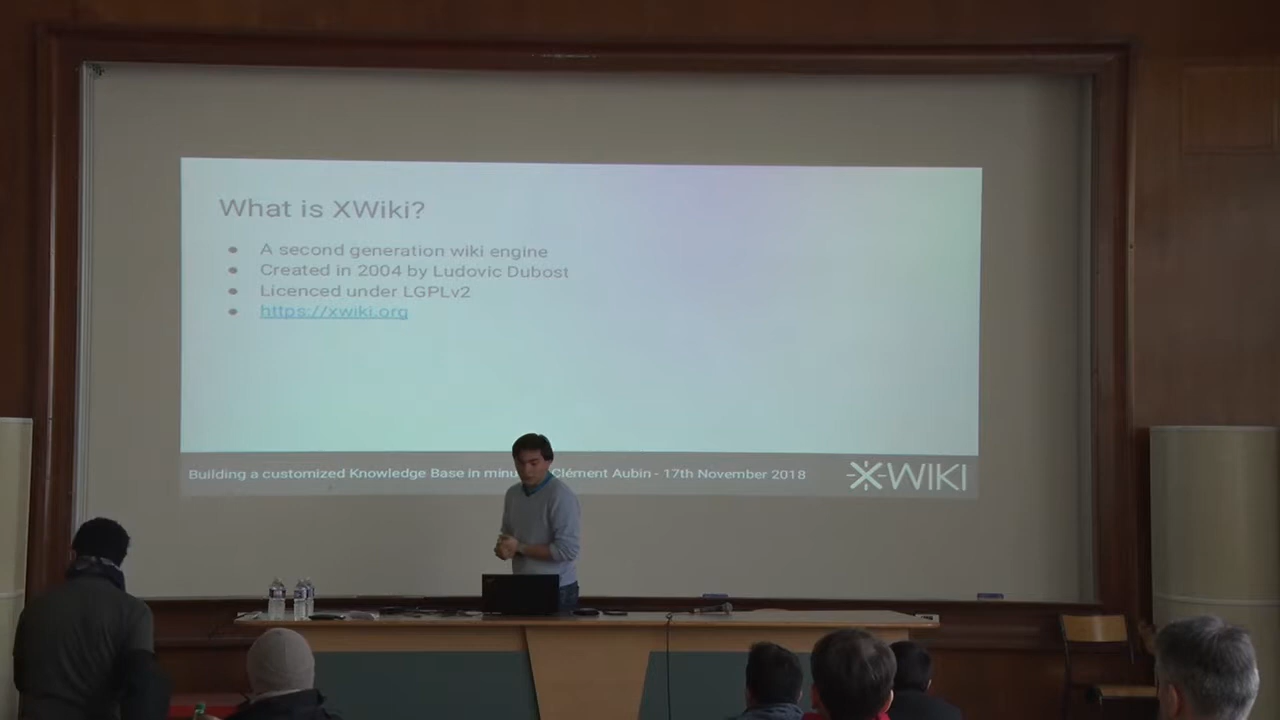 What is XWiki?
● A second generation wiki engine
● Created in 2004 by Ludovic Dubost
● Licenced under LGPLv2
● https://xwiki.org
Building a customized Knowledge Base in Clément Aubin - 17th November 2018
XWIKI